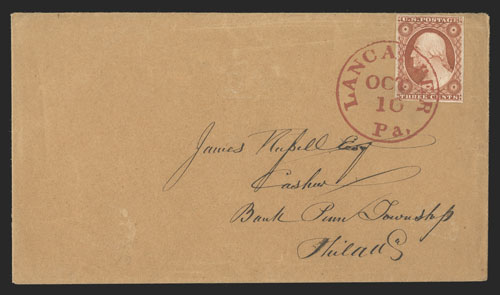 U.S. POSTAGE
THREE CENTS
LANCASTER
OCT
16
Pa.
James Russell Esq
Cashier
Bank Penn Township
Philad